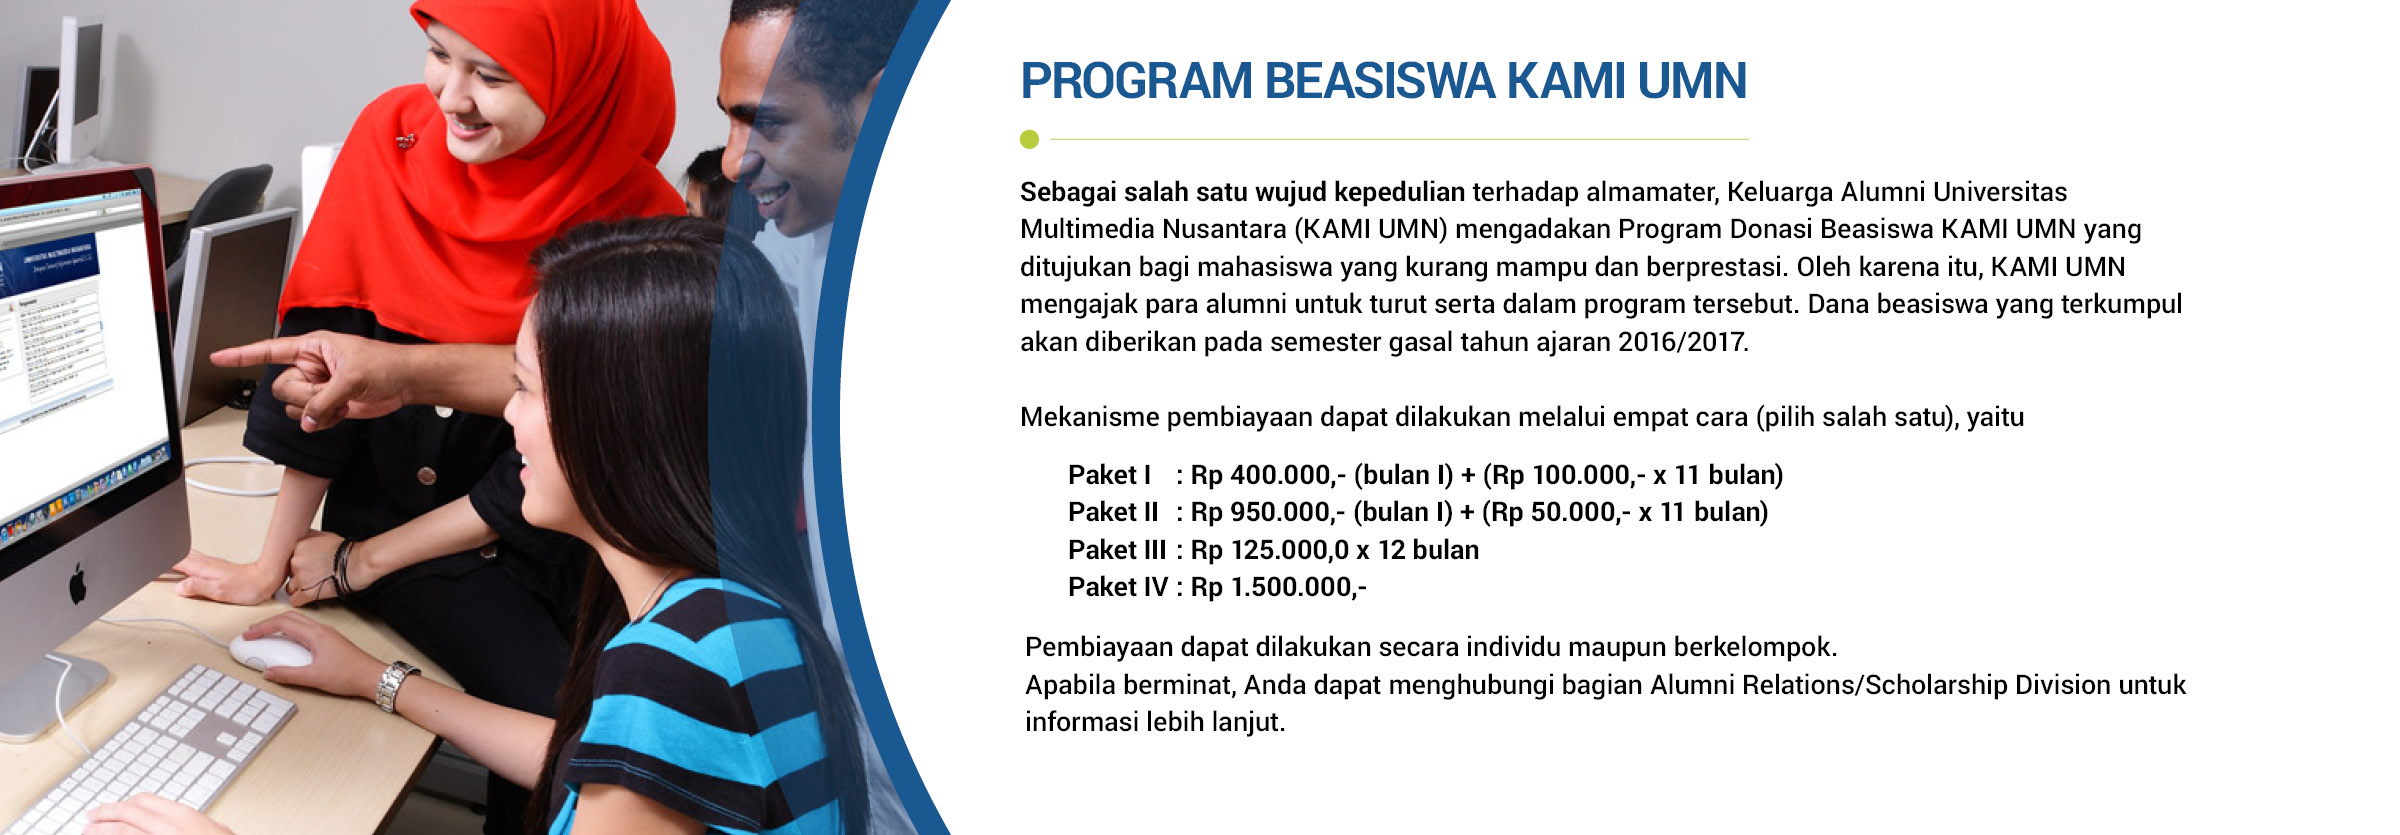 PROGRAM BEASISWA KAMI UMN
Sebagai salah satu wujud kepedulian terhadap almamater, Keluarga Alumni Universitas
Multimedia Nusantara (KAMI UMN) mengadakan Program Donasi Beasiswa KAMI UMN yang
ditujukan bagi mahasiswa yang kurang mampu dan berprestasi. Oleh karena itu, KAMI UMN
mengajak para alumni untuk turut serta dalam program tersebut. Dana beasiswa yang terkumpul
akan diberikan pada semester gasal tahun ajaran 2016/2017.
Mekanisme pembiayaan dapat dilakukan melalui empat cara (pilih salah satu), yaitu
Paket I : Rp 400.000,- (bulan I) + (Rp 100.000,- x 11 bulan)
Paket II : Rp 950.000,- (bulan I) + (Rp 50.000,- x 11 bulan)
Paket III : Rp 125.000,0 x 12 bulan
Paket IV : Rp 1.500.000,-
Pembiayaan dapat dilakukan secara individu maupun berkelompok.
Apabila berminat, Anda dapat menghubungi bagian Alumni Relations/Scholarship Division untuk
informasi lebih lanjut.